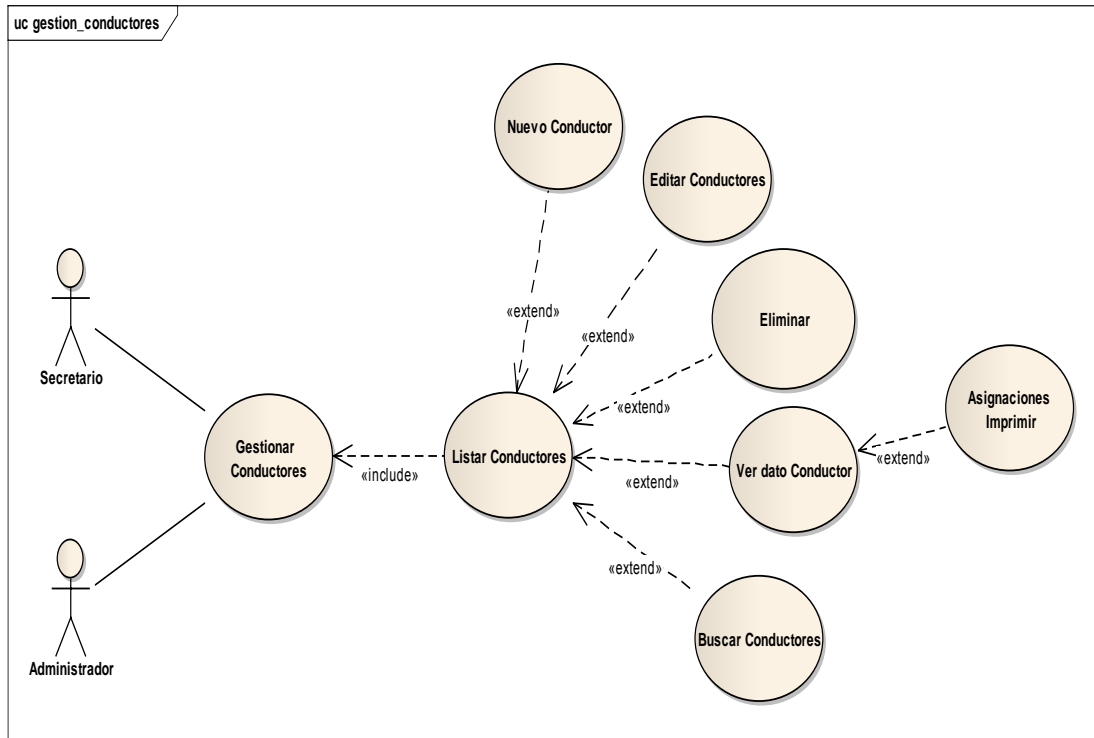 uc gestion_conductores
Nuevo Conductor
Editar Conductores
«extend»
«extend»
Eliminar
Secretario
«extend»
Asignaciones
Imprimir
Gestionar
Conductores
«include»
Listar Conductores
«extend»
Ver dato Conductor
«extend»
«extend»
Buscar Conductores
Administrador